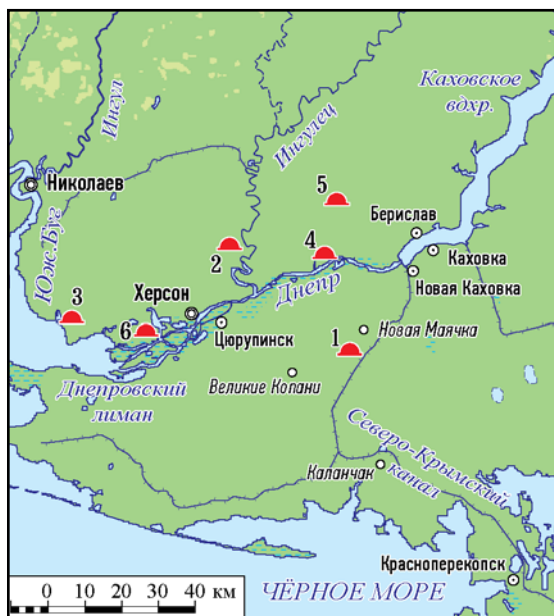 Каховское
вдхр.
Ингул
Ингулец
Николаев
5
Берислав
2
4
Каховка
Юж. Буг
Днепр
Новая Каховка
3
Херсон
6
Цюрупинск
Новая Маячка
1
Великие Копани
Днепровский
лиман
Северо-Крымский
канал
Каланчак
Красноперекопск
0 10 20 30 40 км
ЧЁРНОЕ МОРЕ